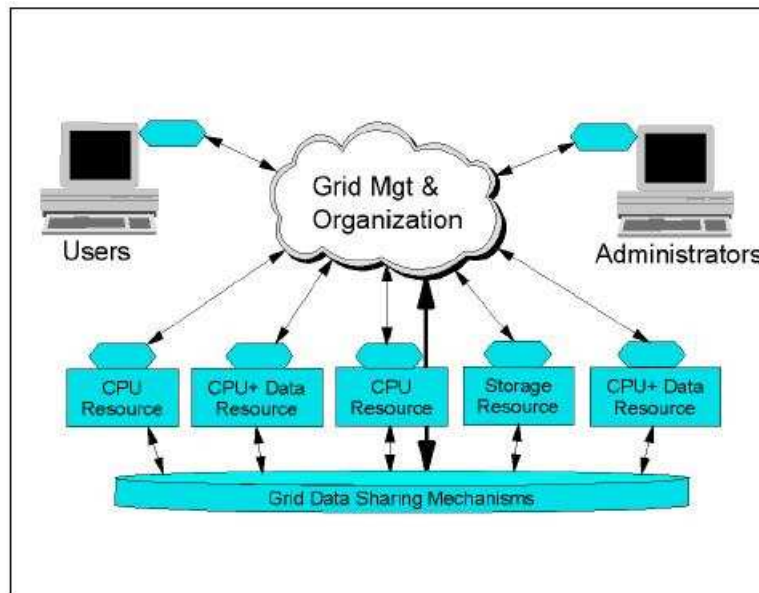 Grid Mgt &
Organization
Users
Administrators
CPU
Resource
CPU+ Data
Resource
CPU
Resource
Storage
Resource
CPU+ Data
Resource
Grid Data Sharing Mechanisms